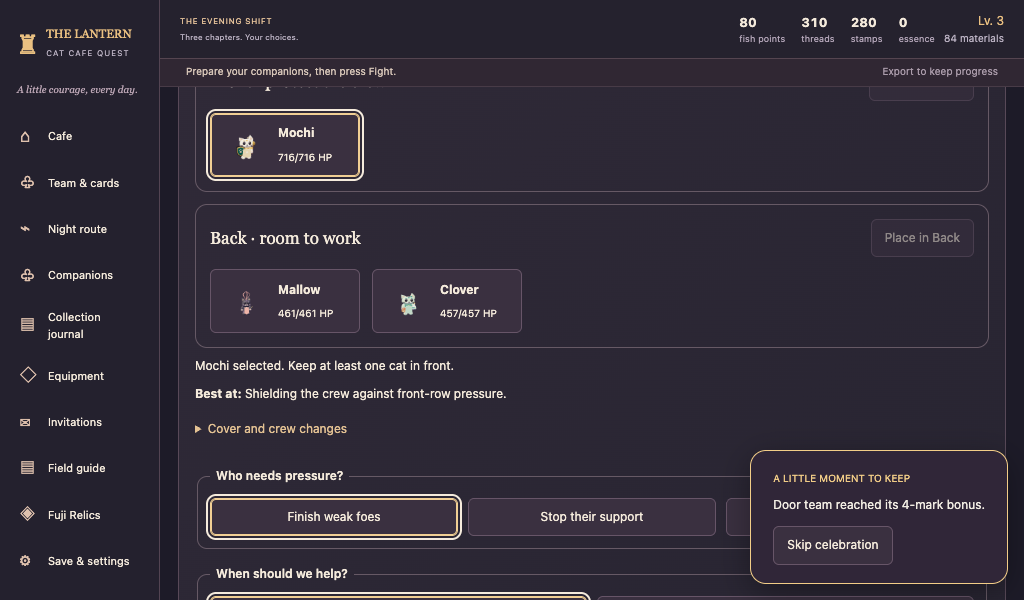 THE LANTERN
CAT CAFE QUEST
A little courage, every day.
Cafe
Team & cards
Night route
Companions
Collection
journal
Equipment
Invitations
Field guide
Fuji Relics
Save & settings
THE EVENING SHIFT
Three chapters. Your choices.
80
fish points
310
threads
280
stamps
0
essence
Lv. 3
84 materials
Prepare your companions, then press Fight.
Export to keep progress
Mochi
716/716 HP
Back · room to work
Place in Back
Mallow
461/461 HP
Clover
457/457 HP
Mochi selected. Keep at least one cat in front.
Best at: Shielding the crew against front-row pressure.
Cover and crew changes
Who needs pressure?
Finish weak foes
Stop their support
When should we help?
A LITTLE MOMENT TO KEEP
Door team reached its 4-mark bonus.
Skip celebration